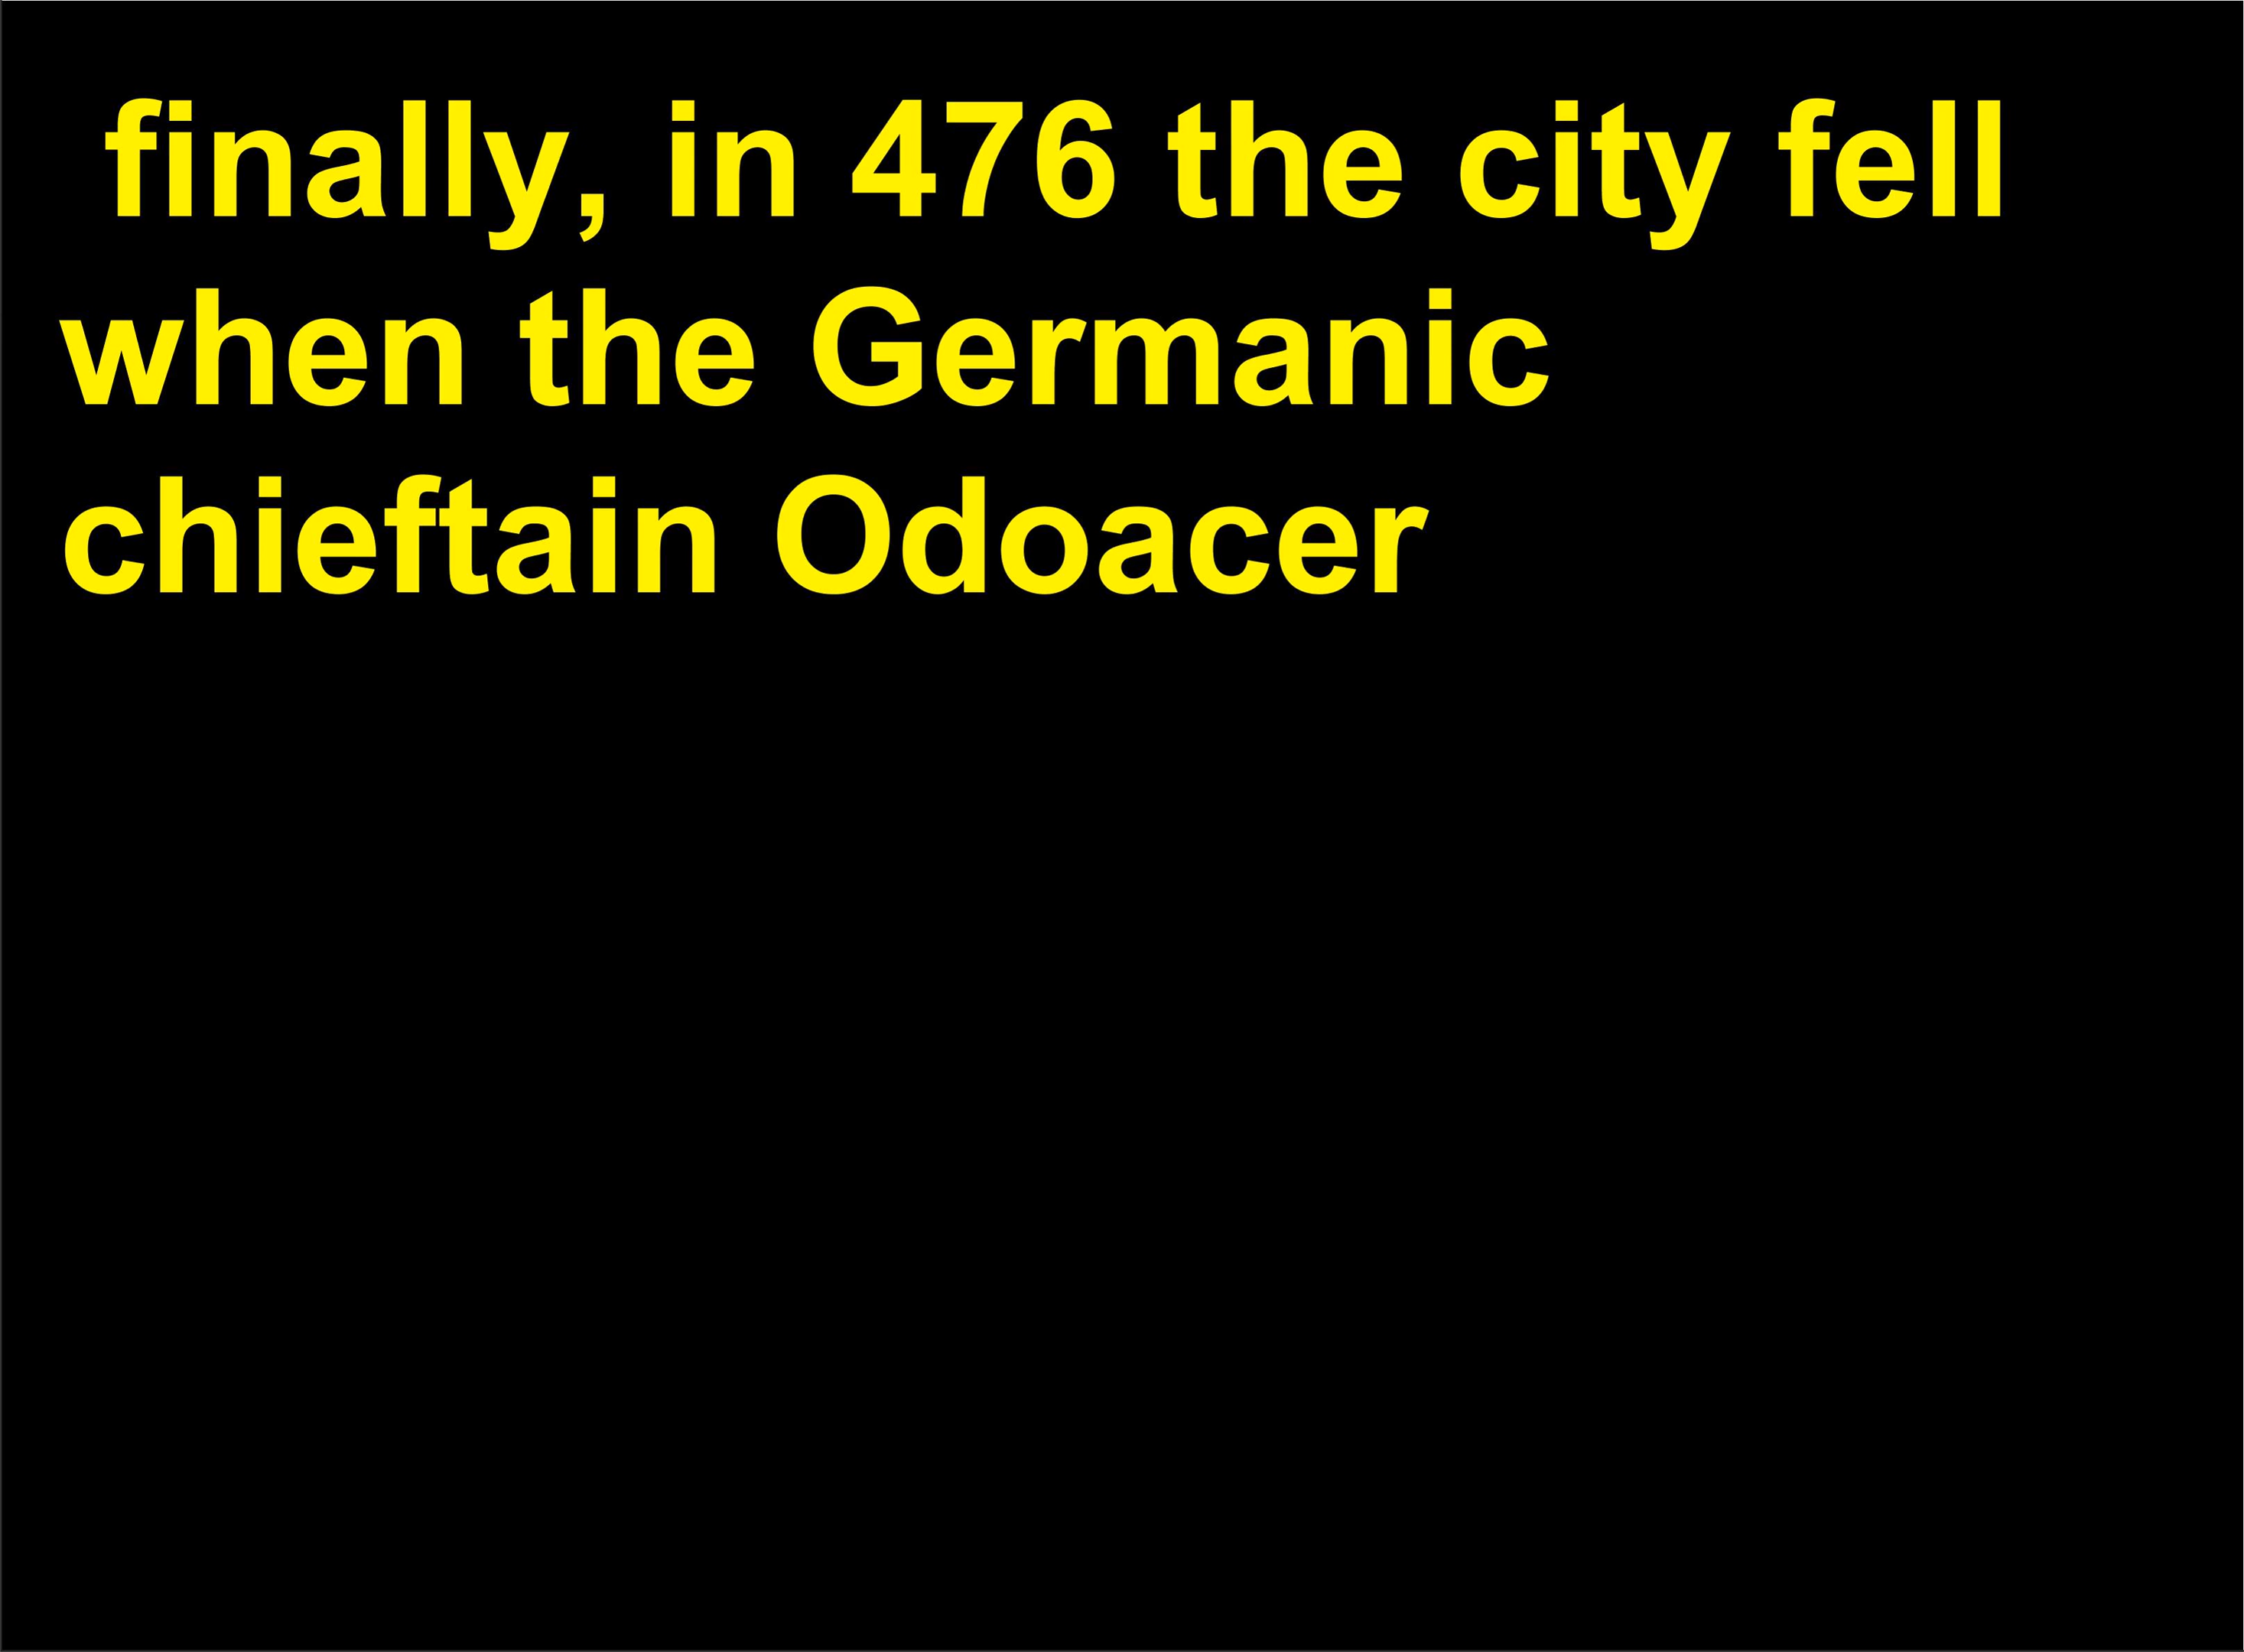 finally, in 476 the city fell
when the Germanic
chieftain Odoacer